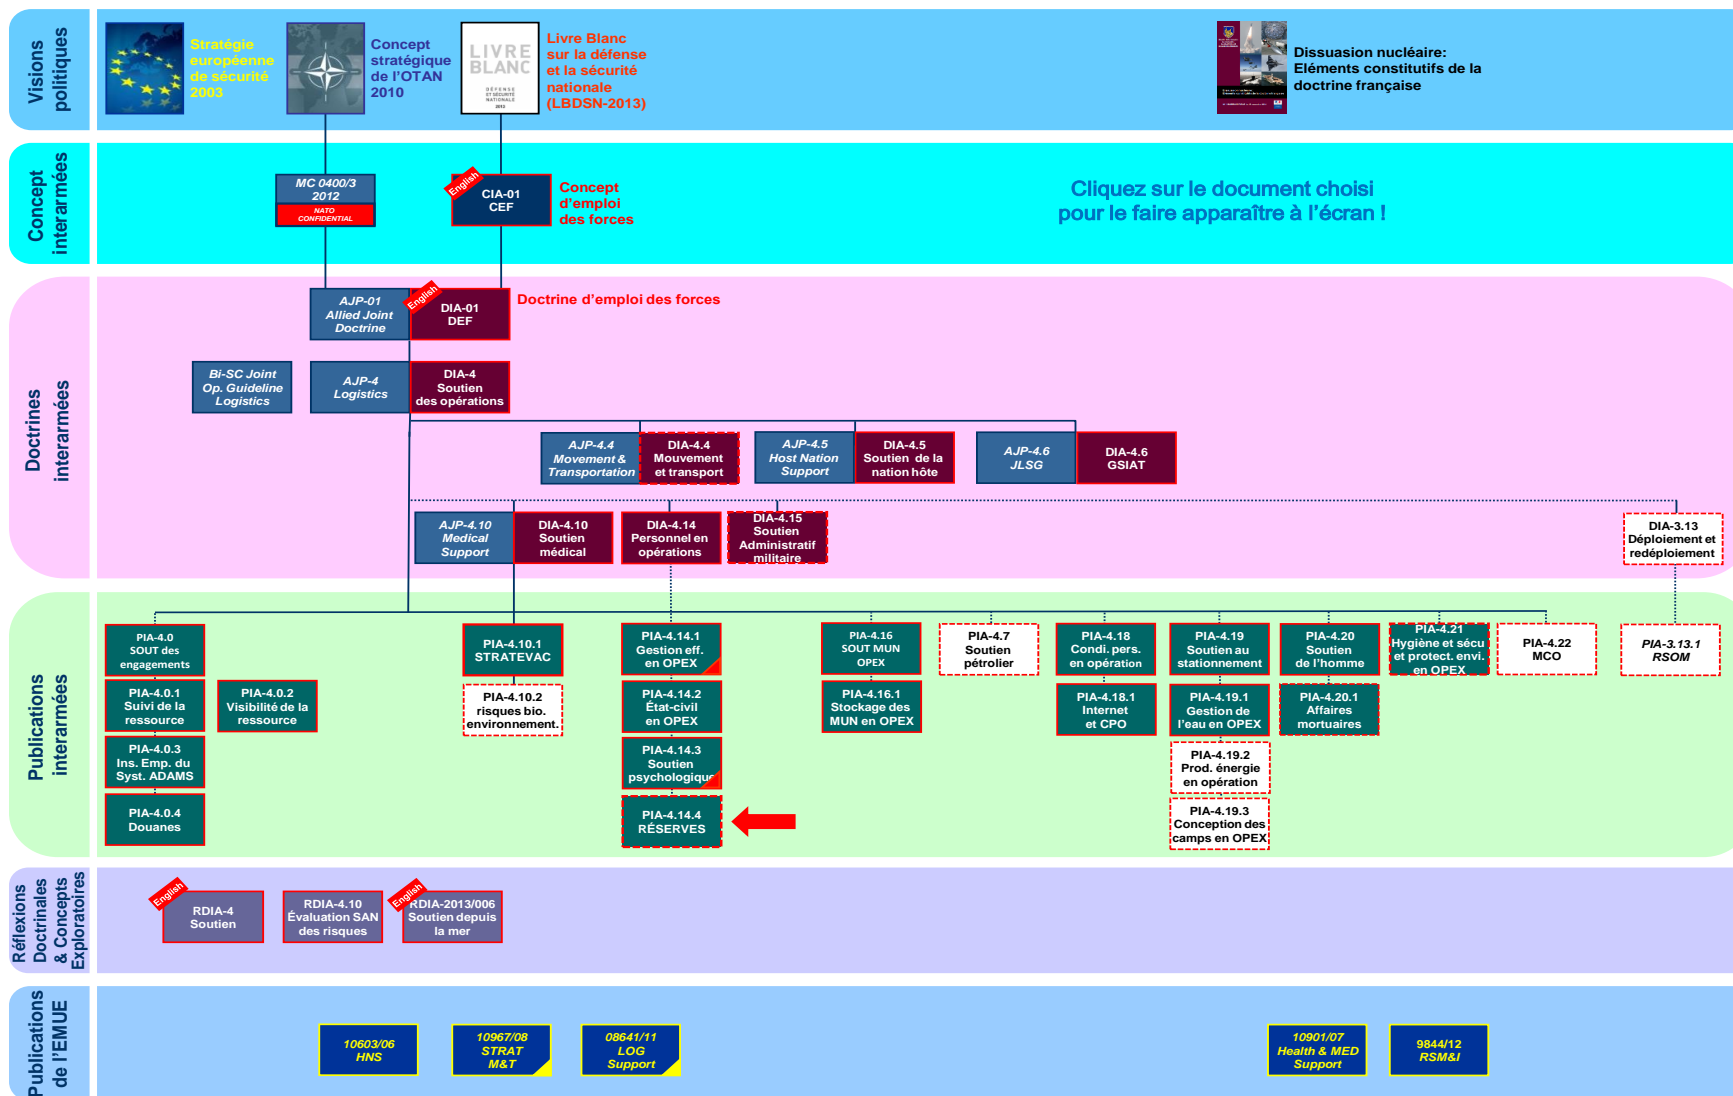 Visions
politiques
Stratégie
européenne
de sécurité
2003
Concept
stratégique
de l'OTAN
2010
LIVRE
BLANC
DÉFENSE
ET SÉCURITÉ
NATIONALE
2013
Livre Blanc
sur la défense
et la sécurité
nationale
(LBDSN-2013)
Dissuasion nucléaire:
Eléments constitutifs de la
doctrine française
Concept
interarmées
MC 0400/3
2012
NATO
CONFIDENTIAL
English
CIA-01
CEF
Concept
d'emploi
des forces
Cliquez sur le document choisi
pour le faire apparaître à l'écran !
Doctrines
interarmées
AJP-01
Allied Joint
Doctrine
English
DIA-01
DEF
Doctrine d'emploi des forces
Bi-SC Joint
Op. Guideline
Logistics
AJP-4
Logistics
DIA-4
Soutien
des opérations
AJP-4.4
Movement &
Transportation
DIA-4.4
Mouvement
et transport
AJP-4.5
Host Nation
Support
DIA-4.5
Soutien de la
nation hôte
AJP-4.6
JLSG
DIA-4.6
GSIAT
AJP-4.10
Medical
Support
DIA-4.10
Soutien
médical
DIA-4.14
Personnel en
opérations
DIA-4.15
Soutien
Administratif
militaire
DIA-3.13
Déploiement et
redéploiement
Publications
interarmées
PIA-4.0
SOUT des
engagements
PIA-4.10.1
STRATEVAC
PIA-4.14.1
Gestion eff.
en OPEX
PIA-4.16
SOUT MUN
OPEX
PIA-4.7
Soutien
pétrolier
PIA-4.18
Condi. pers.
en opération
PIA-4.19
Soutien au
stationnement
PIA-4.20
Soutien
de l'homme
PIA-4.21
Hygiène et sécu
et protect. envi.
en OPEX
PIA-4.22
MCO
PIA-3.13.1
RSOM
PIA-4.0.1
Suivi de la
ressource
PIA-4.0.2
Visibilité de la
ressource
PIA-4.10.2
risques bio.
environnement.
PIA-4.14.2
État-civil
en OPEX
PIA-4.16.1
Stockage des
MUN en OPEX
PIA-4.18.1
Internet
et CPO
PIA-4.19.1
Gestion de
l'eau en OPEX
PIA-4.20.1
Affaires
mortuaires
PIA-4.0.3
Ins. Emp. du
Syst. ADAMS
PIA-4.14.3
Soutien
psychologique
PIA-4.19.2
Prod. énergie
en opération
PIA-4.0.4
Douanes
PIA-4.14.4
RÉSERVES
PIA-4.19.3
Conception des
camps en OPEX
Réflexions
Doctrinales
& Concepts
Exploratoires
English
RDIA-4
Soutien
RDIA-4.10
Évaluation SAN
des risques
English
RDIA-2013/006
Soutien depuis
la mer
Publications
de l'EMUE
10603/06
HNS
10967/08
STRAT
M&T
08641/11
LOG
Support
10901/07
Health & MED
Support
9844/12
RSM&I